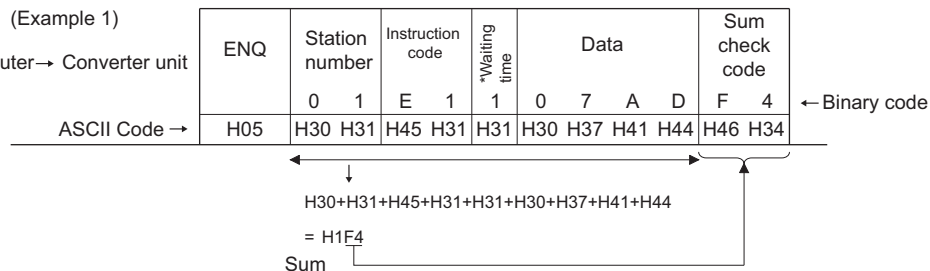 (Example 1)
uter→ Converter unit
ENQ
Station number
Instruction code
*Waiting time
Data
Sum check code
0 1 E 1 1 0 7 A D F 4
←Binary code
ASCII Code→
H05 H30 H31 H45 H31 H31 H30 H37 H41 H44 H46 H34
H30+H31+H45+H31+H31+H30+H37+H41+H44
= H1F4
Sum